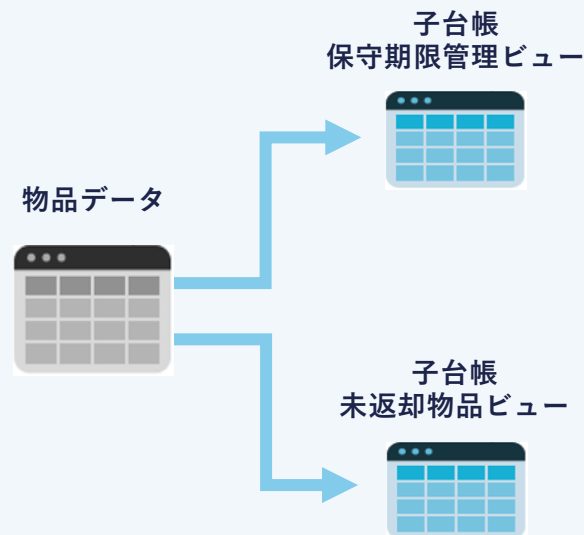 子台帳
保守期限管理ビュー
物品データ
子台帳
未返却物品ビュー